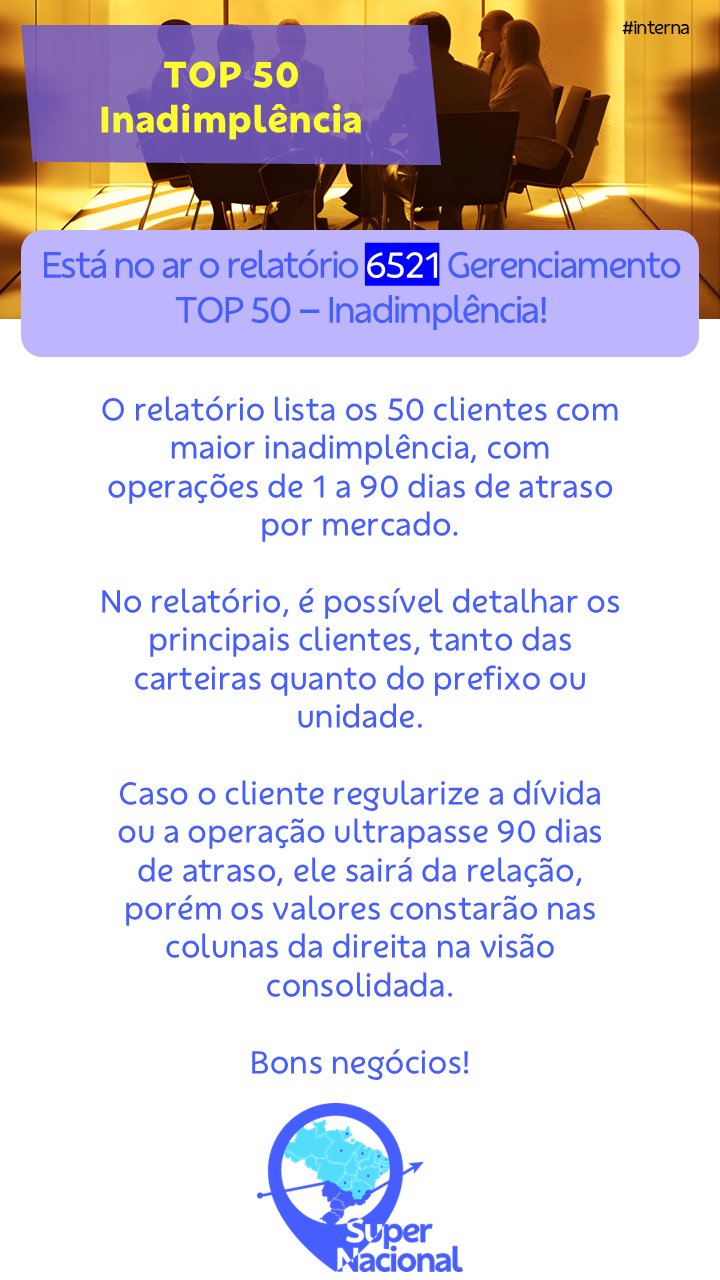 #interna
TOP 50
Inadimplência
Está no ar o relatório 6521 Gerenciamento
TOP 50 – Inadimplência!
O relatório lista os 50 clientes com
maior inadimplência, com
operações de 1 a 90 dias de atraso
por mercado.
No relatório, é possível detalhar os
principais clientes, tanto das
carteiras quanto do prefixo ou
unidade.
Caso o cliente regularize a dívida
ou a operação ultrapasse 90 dias
de atraso, ele sairá da relação,
porém os valores constarão nas
colunas da direita na visão
consolidada.
Bons negócios!
Super
Nacional